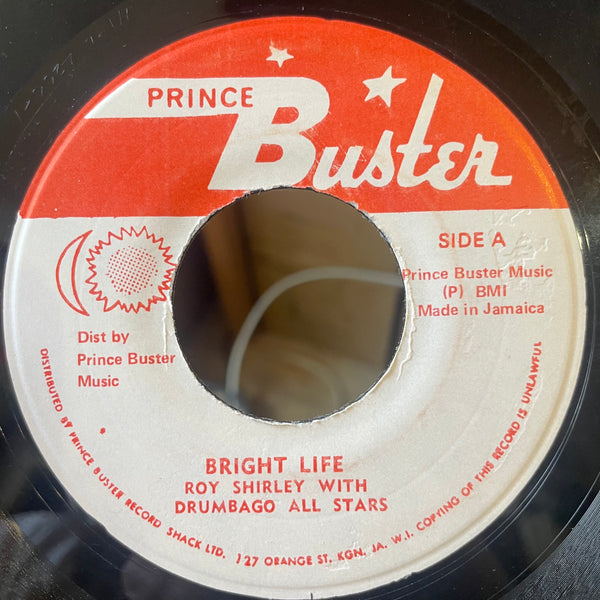 PRINCE
Buster
SIDE A
Prince Buster Music
(P) BMI
Made in Jamaica
Dist by
Prince Buster
Music
BRIGHT LIFE
ROY SHIRLEY WITH
DRUMBAGO ALL STARS
DISTRIBUTED BY PRINCE BUSTER RECORD SHACK LTD. 127 ORANGE ST. KGN. JA. W.I. COPYING OF THIS RECORD IS UNLAWFUL